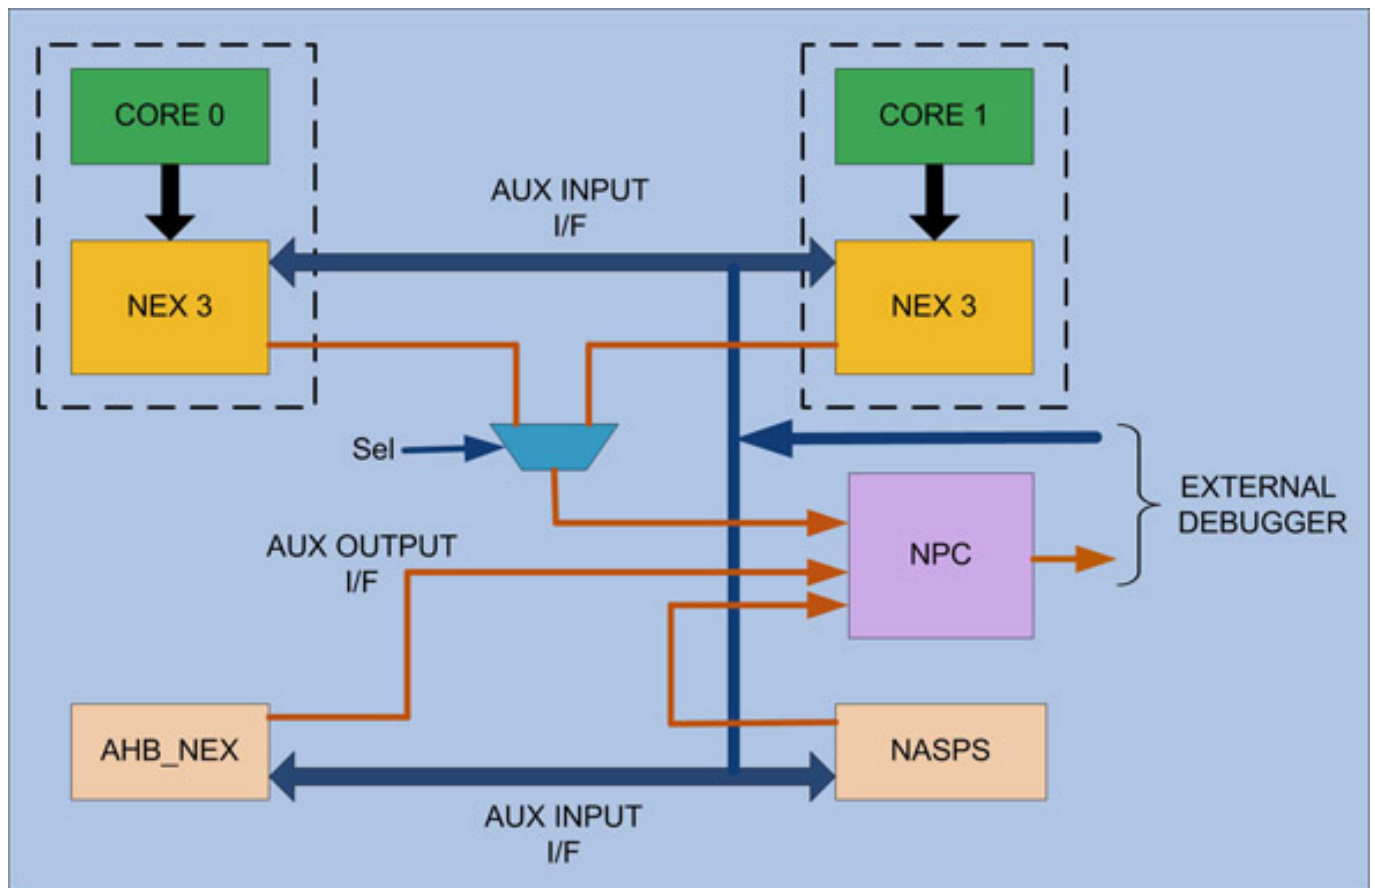 CORE 0
CORE 1
AUX INPUT
I/F
NEX 3
NEX 3
Sel
EXTERNAL
DEBUGGER
AUX OUTPUT
I/F
NPC
AHB_NEX
NASPS
AUX INPUT
I/F